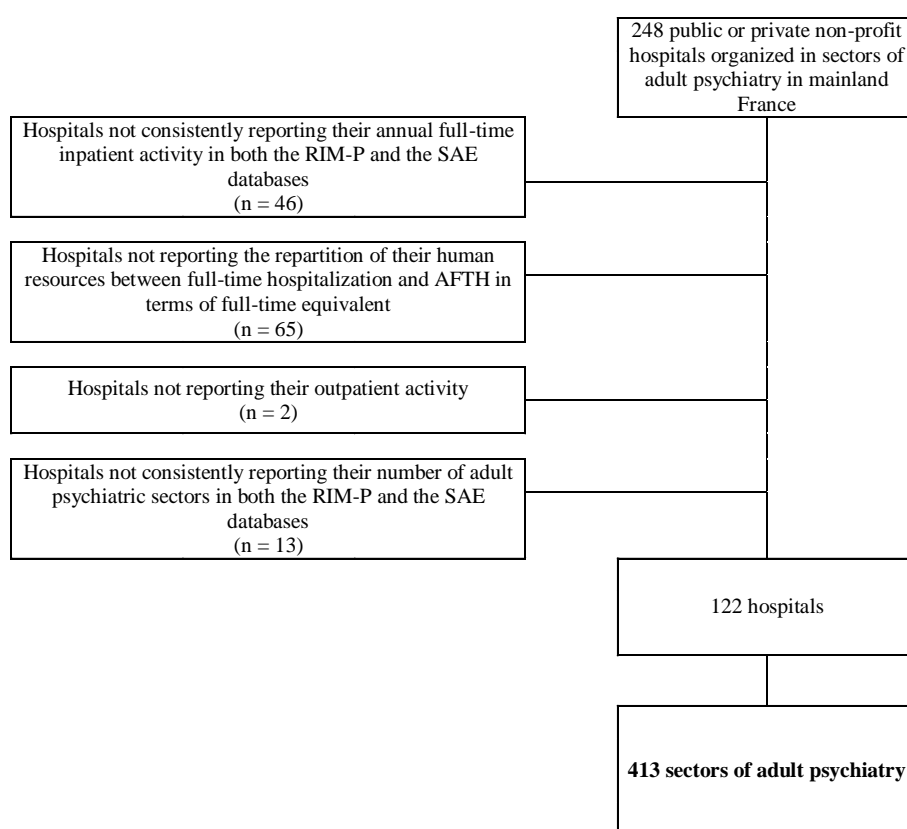 248 public or private non-profit
hospitals organized in sectors of
adult psychiatry in mainland
France
Hospitals not consistently reporting their annual full-time
inpatient activity in both the RIM-P and the SAE
databases
(n = 46)
Hospitals not reporting the repartition of their human
resources between full-time hospitalization and AFTH in
terms of full-time equivalent
(n = 65)
Hospitals not reporting their outpatient activity
(n = 2)
Hospitals not consistently reporting their number of adult
psychiatric sectors in both the RIM-P and the SAE
databases
(n = 13)
122 hospitals
413 sectors of adult psychiatry